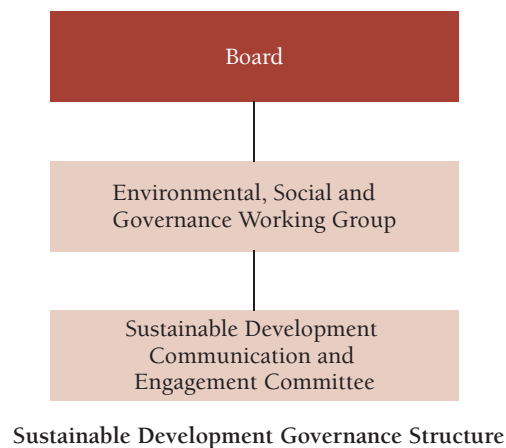 Board
Environmental, Social and
Governance Working Group
Sustainable Development
Communication and
Engagement Committee
Sustainable Development Governance Structure